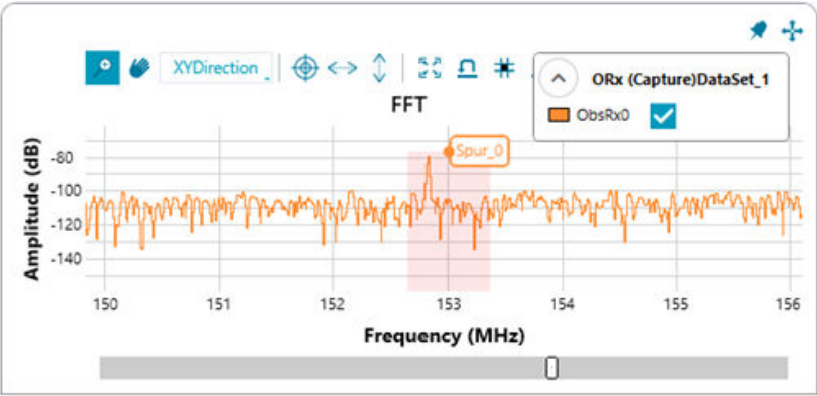 XYDirection
ORx (Capture)DataSet_1
ObsRx0
FFT
Spur_0
Amplitude (dB)
-80
-100
-120
-140
150 151 152 153 154 155 156
Frequency (MHz)